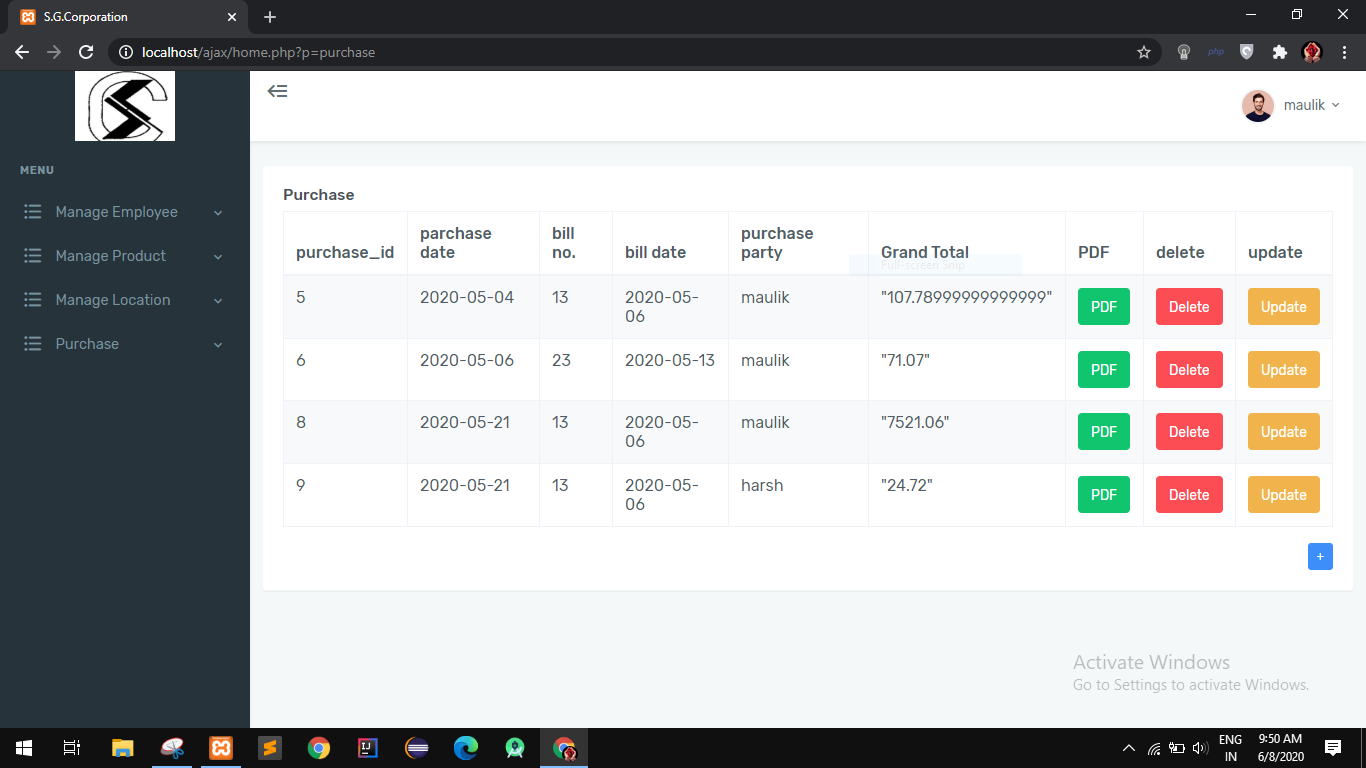 S.G.Corporation
localhost/ajax/home.php?p=purchase
php
maulik
MENU
Manage Employee
Manage Product
Manage Location
Purchase
Purchase
purchase_id parchase date bill no. bill date purchase party Grand Total PDF delete update
Full-screen Snip
5 2020-05-04 13 2020-05-06 maulik "107.78999999999999" PDF Delete Update
6 2020-05-06 23 2020-05-13 maulik "71.07" PDF Delete Update
8 2020-05-21 13 2020-05-06 maulik "7521.06" PDF Delete Update
9 2020-05-21 13 2020-05-06 harsh "24.72" PDF Delete Update
+
Activate Windows
Go to Settings to activate Windows.
ENG
IN
9:50 AM
6/8/2020